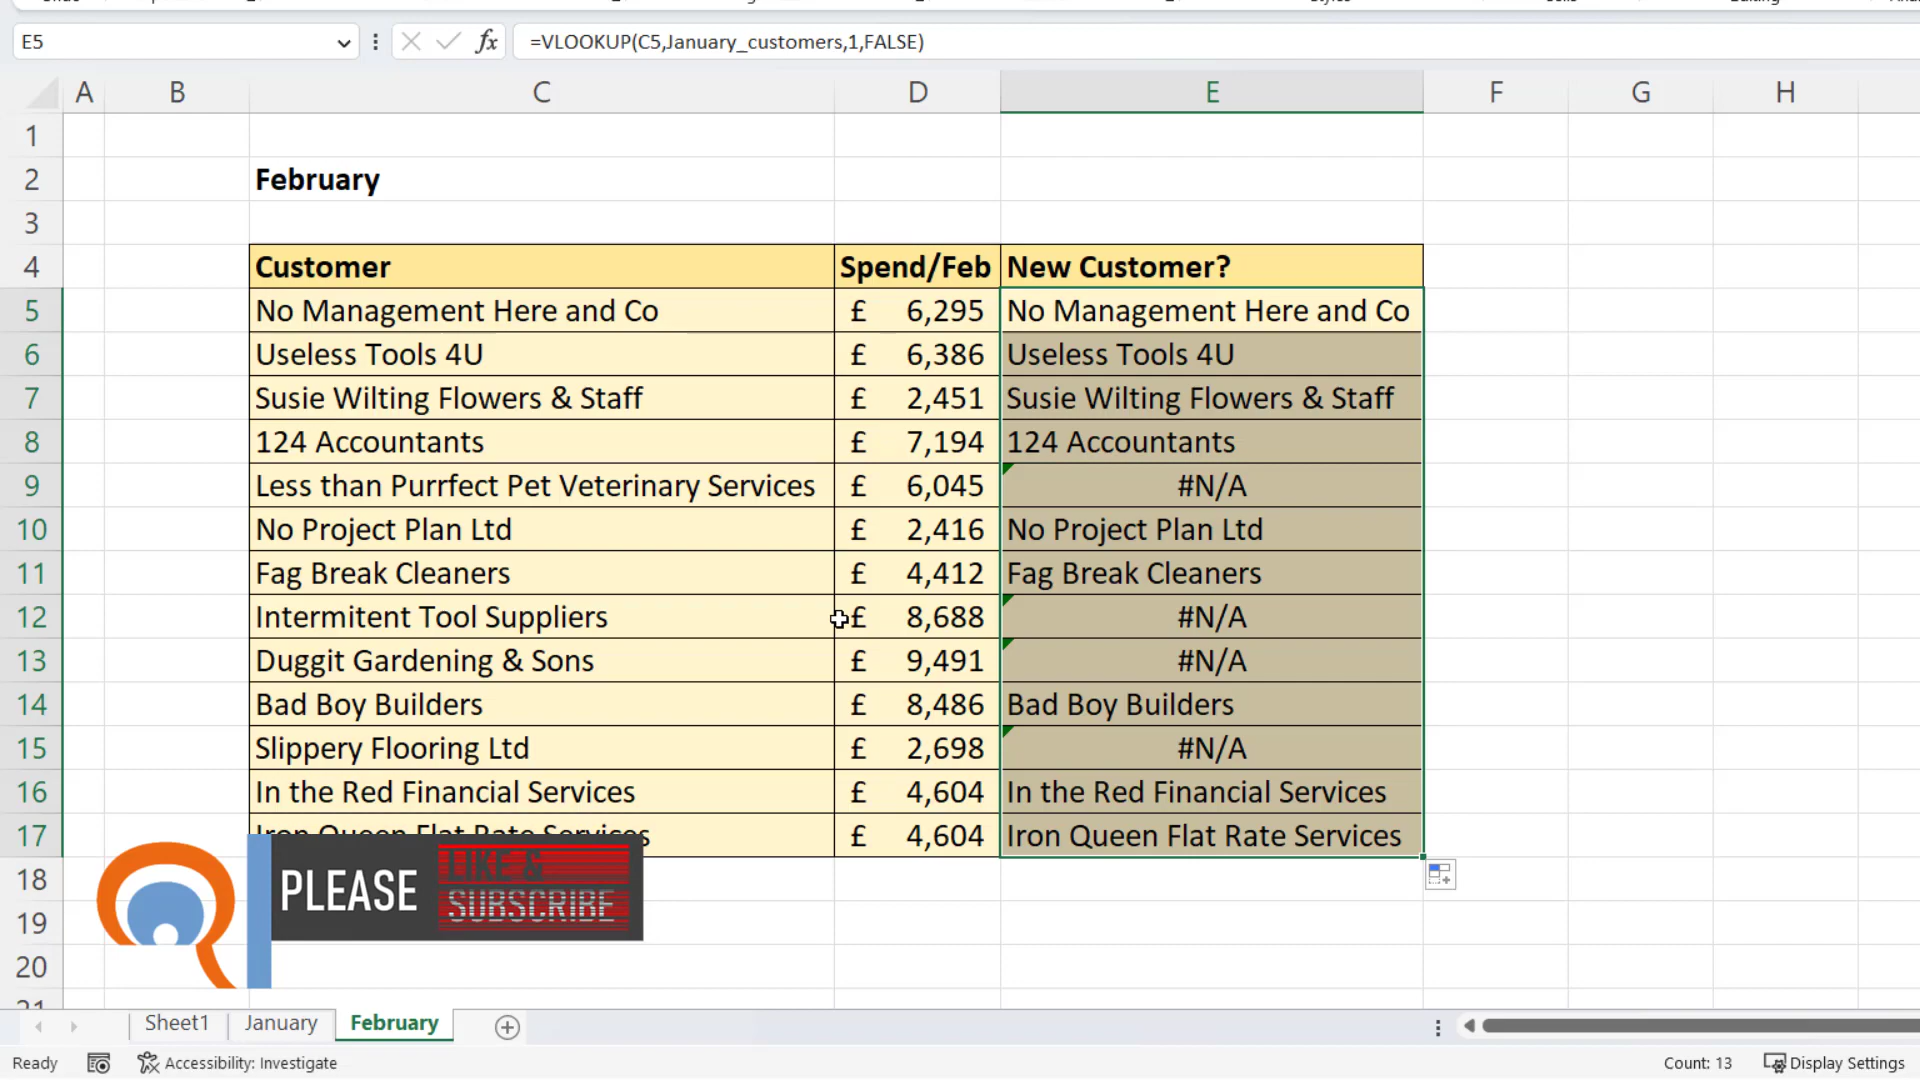 E5 fx =VLOOKUP(C5,January_customers,1,FALSE)
A B C D E F G H
1
2 February
3
4 Customer Spend/Feb New Customer?
5 No Management Here and Co £ 6,295 No Management Here and Co
6 Useless Tools 4U £ 6,386 Useless Tools 4U
7 Susie Wilting Flowers & Staff £ 2,451 Susie Wilting Flowers & Staff
8 124 Accountants £ 7,194 124 Accountants
9 Less than Purrfect Pet Veterinary Services £ 6,045 #N/A
10 No Project Plan Ltd £ 2,416 No Project Plan Ltd
11 Fag Break Cleaners £ 4,412 Fag Break Cleaners
12 Intermitent Tool Suppliers £ 8,688 #N/A
13 Duggit Gardening & Sons £ 9,491 #N/A
14 Bad Boy Builders £ 8,486 Bad Boy Builders
15 Slippery Flooring Ltd £ 2,698 #N/A
16 In the Red Financial Services £ 4,604 In the Red Financial Services
17 Iron Queen Flat Rate Services £ 4,604 Iron Queen Flat Rate Services
18
PLEASE LIKE & SUBSCRIBE
19
20
21
Sheet1 January February
Ready Accessibility: Investigate Count: 13 Display Settings